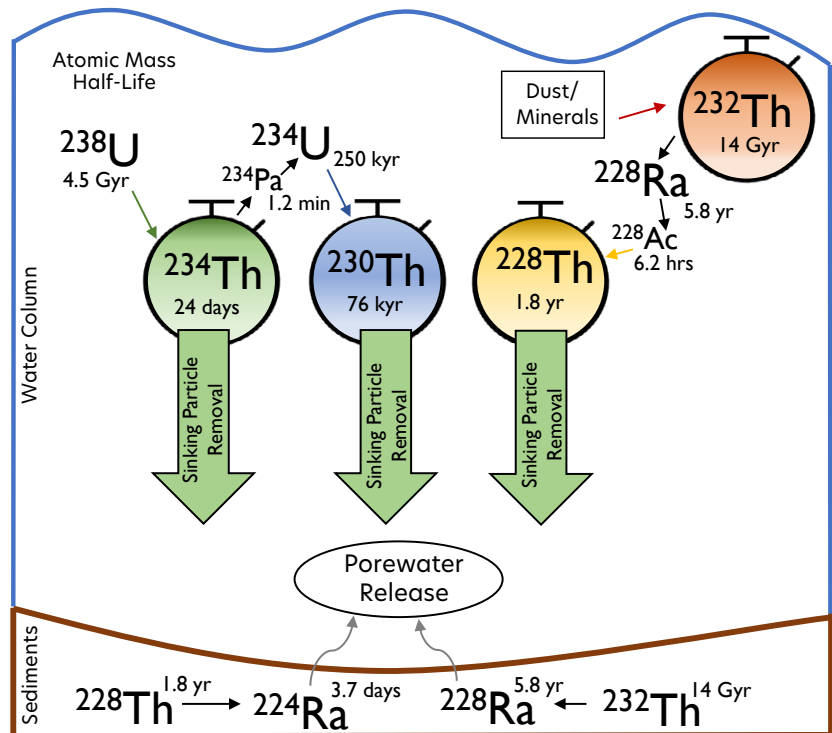 Atomic Mass
Half-Life
²³⁸U
4.5 Gyr
²³⁴Pa
1.2 min
²³⁴U
250 kyr
Dust/
Minerals
²³²Th
14 Gyr
²²⁸Ra
5.8 yr
²²⁸Ac
6.2 hrs
²³⁴Th
24 days
²³⁰Th
76 kyr
²²⁸Th
1.8 yr
Water Column
Sinking Particle
Removal
Sinking Particle
Removal
Sinking Particle
Removal
Porewater
Release
Sediments
²²⁸Th 1.8 yr
²²⁴Ra 3.7 days
²²⁸Ra 5.8 yr
²³²Th 14 Gyr